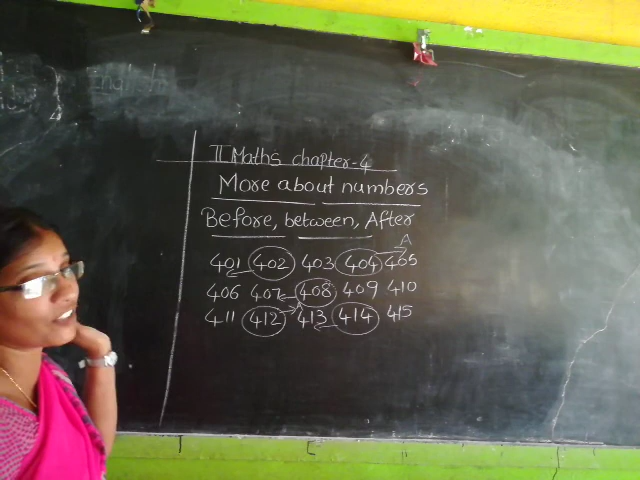 II Maths chapter-4
More about numbers
Before, between, After
A
401 402 403 404 405
406 407 408 409 410
411 412 413 414 415